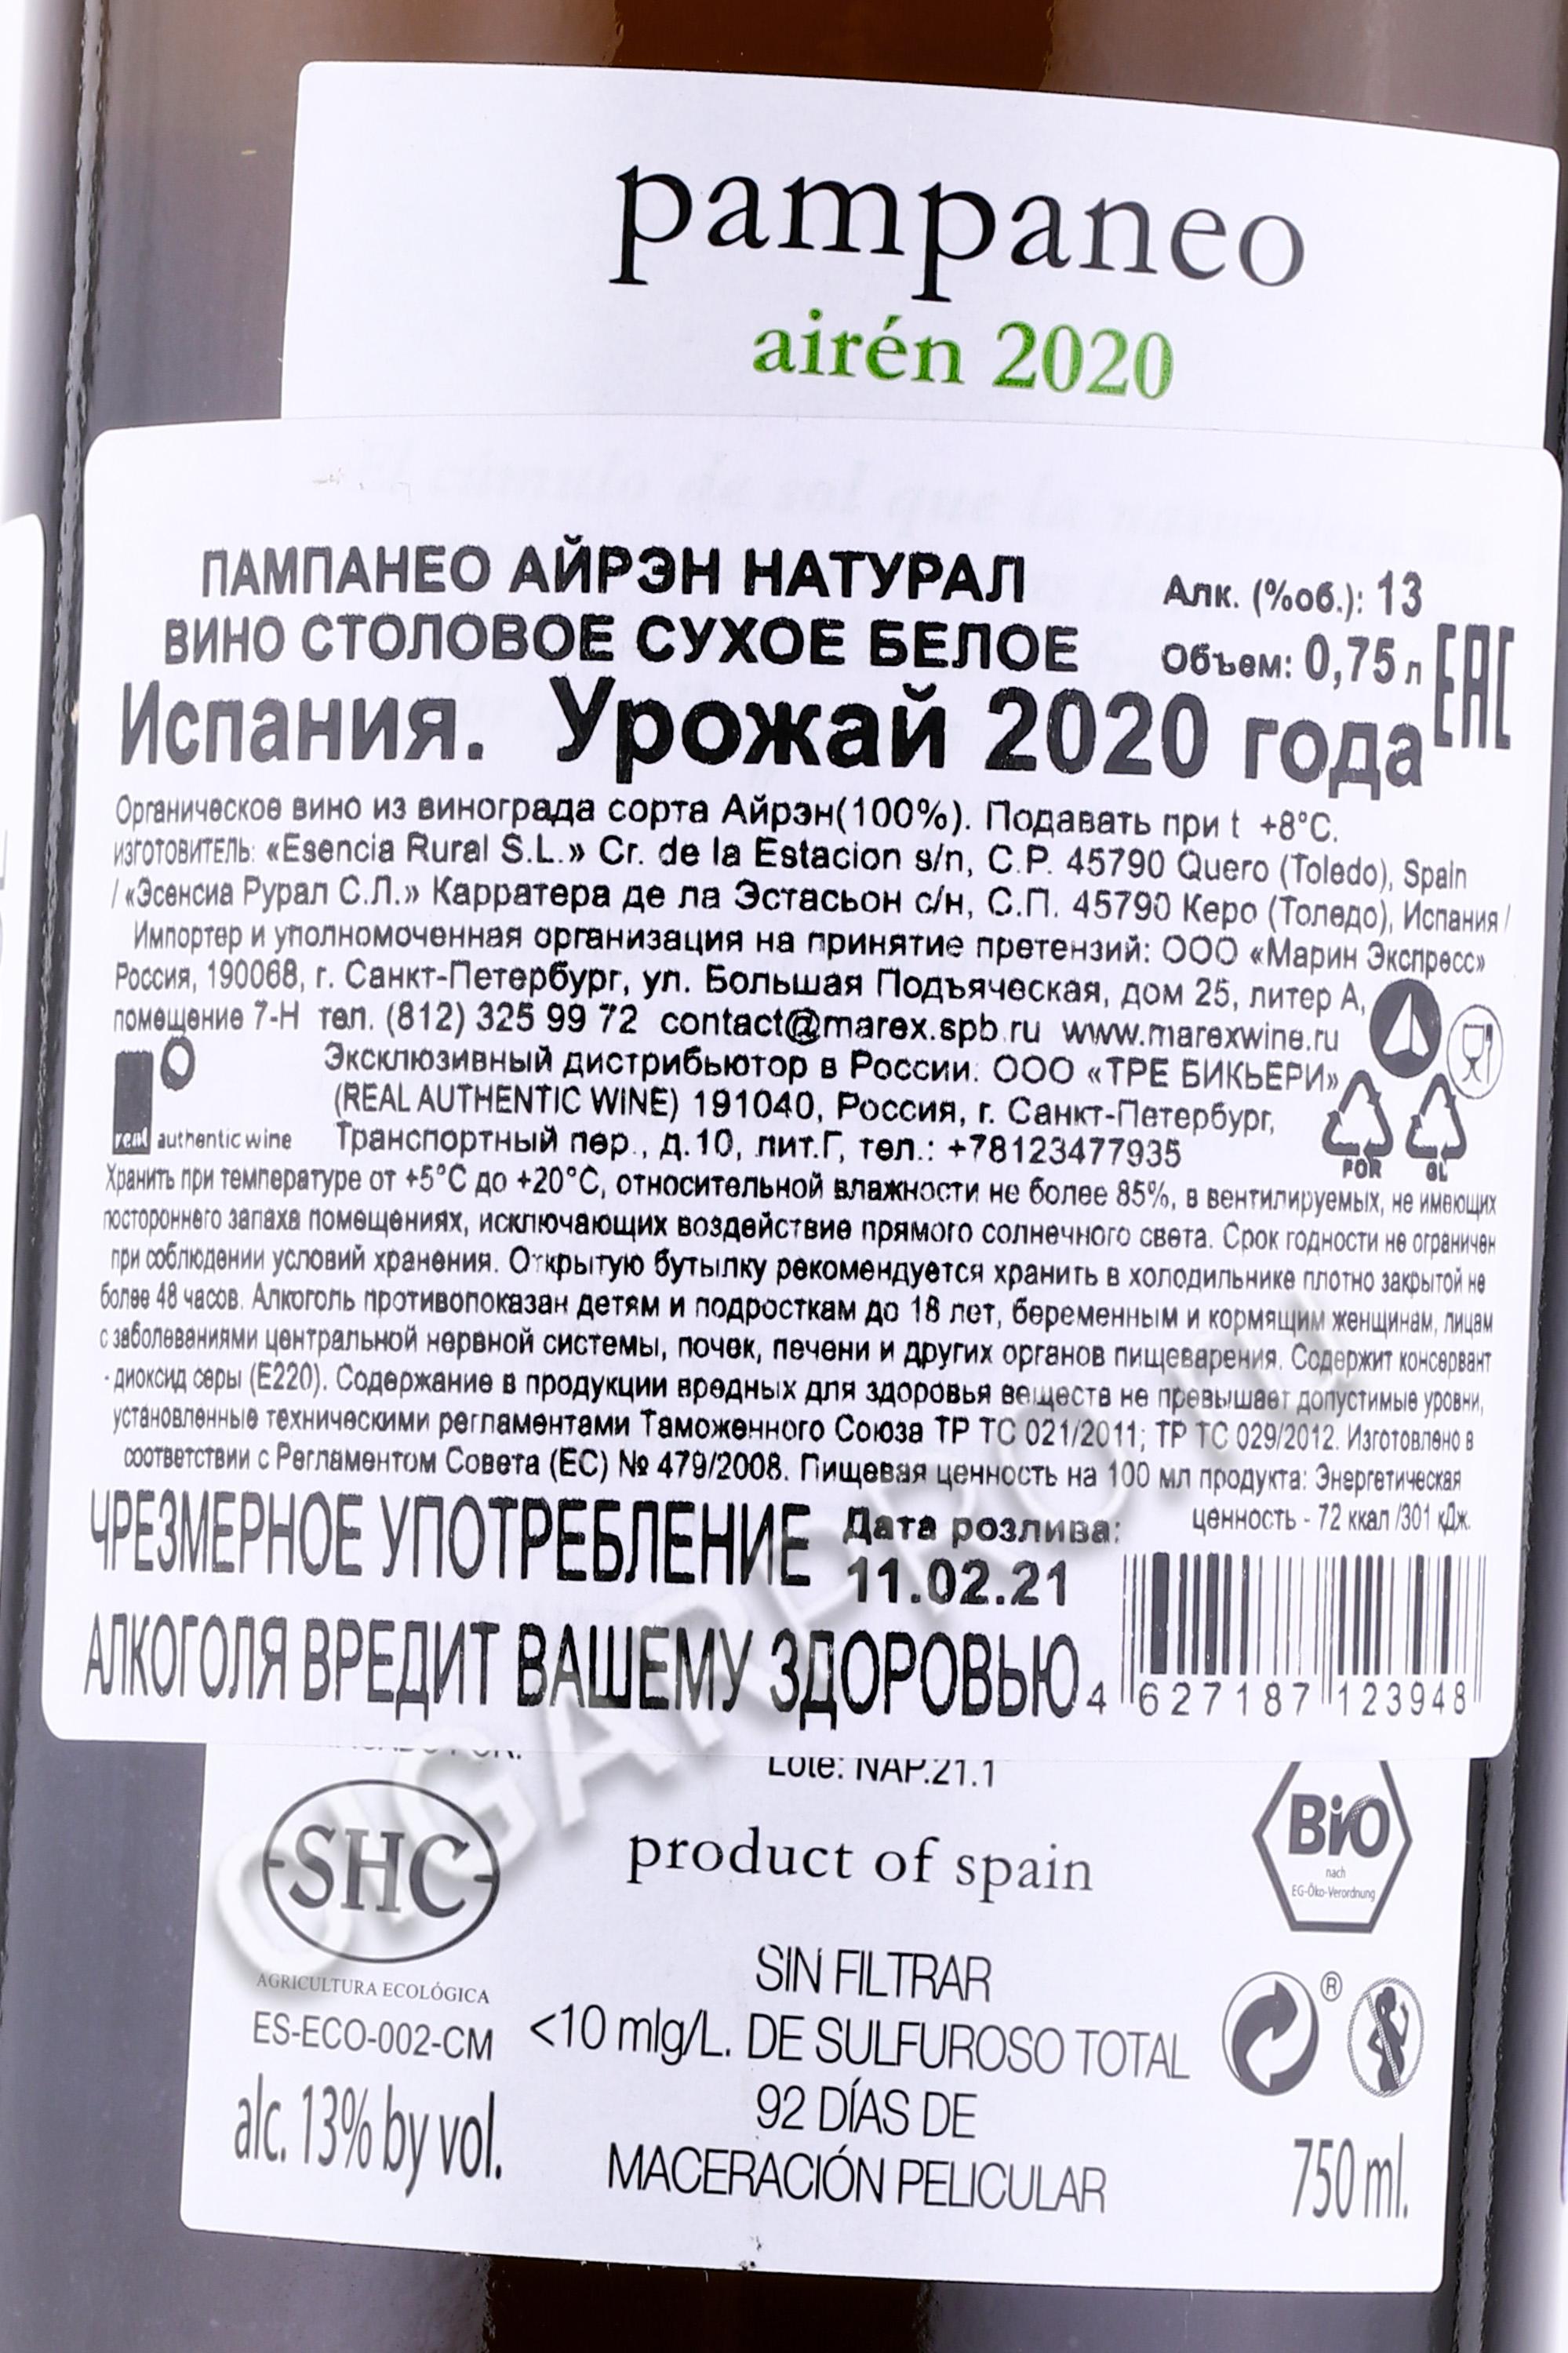 pampaneo
airén 2020
ПАМПАНЕО АЙРЭН НАТУРАЛ
ВИНО СТОЛОВОЕ СУХОЕ БЕЛОЕ
Алк. (%об.): 13
Объем: 0,75 л
EAC
Испания. Урожай 2020 года
Органическое вино из винограда сорта Айрэн(100%). Подавать при t +8°C.
ИЗГОТОВИТЕЛЬ: «Esencia Rural S.L.» Cr. de la Estacion s/n, C.P. 45790 Quero (Toledo), Spain
/ «Эсенсиа Рурал С.Л.» Карратера де ла Эстасьон с/н, С.П. 45790 Керо (Толедо), Испания /
Импортер и уполномоченная организация на принятие претензий: ООО «Марин Экспресс»
Россия, 190068, г. Санкт-Петербург, ул. Большая Подъяческая, дом 25, литер А,
помещение 7-Н тел. (812) 325 99 72 contact@marex.spb.ru www.marexwine.ru
Эксклюзивный дистрибьютор в России: ООО «ТРЕ БИКЬЕРИ»
(REAL AUTHENTIC WINE) 191040, Россия, г. Санкт-Петербург,
real authentic wine
Транспортный пер., д.10, лит.Г, тел.: +78123477935
FOR GL
Хранить при температуре от +5°С до +20°С, относительной влажности не более 85%, в вентилируемых, не имеющих
постороннего запаха помещениях, исключающих воздействие прямого солнечного света. Срок годности не ограничен
при соблюдении условий хранения. Открытую бутылку рекомендуется хранить в холодильнике плотно закрытой не
более 48 часов. Алкоголь противопоказан детям и подросткам до 18 лет, беременным и кормящим женщинам, лицам
с заболеваниями центральной нервной системы, почек, печени и других органов пищеварения. Содержит консервант
- диоксид серы (Е220). Содержание в продукции вредных для здоровья веществ не превышает допустимые уровни,
установленные техническими регламентами Таможенного Союза ТР ТС 021/2011; ТР ТС 029/2012. Изготовлено в
соответствии с Регламентом Совета (ЕС) № 479/2008. Пищевая ценность на 100 мл продукта: Энергетическая
ценность - 72 ккал /301 кДж.
ЧРЕЗМЕРНОЕ УПОТРЕБЛЕНИЕ
АЛКОГОЛЯ ВРЕДИТ ВАШЕМУ ЗДОРОВЬЮ
Дата розлива:
11.02.21
4 627187 123948
Lote: NAP.21.1
SHC
AGRICULTURA ECOLÓGICA
ES-ECO-002-CM
alc. 13% by vol.
product of spain
SIN FILTRAR
<10 mlg/L. DE SULFUROSO TOTAL
92 DÍAS DE
MACERACIÓN PELICULAR
Bio
nach
EG-Öko-Verordnung
®
750 ml.
CIGARPRO.RU